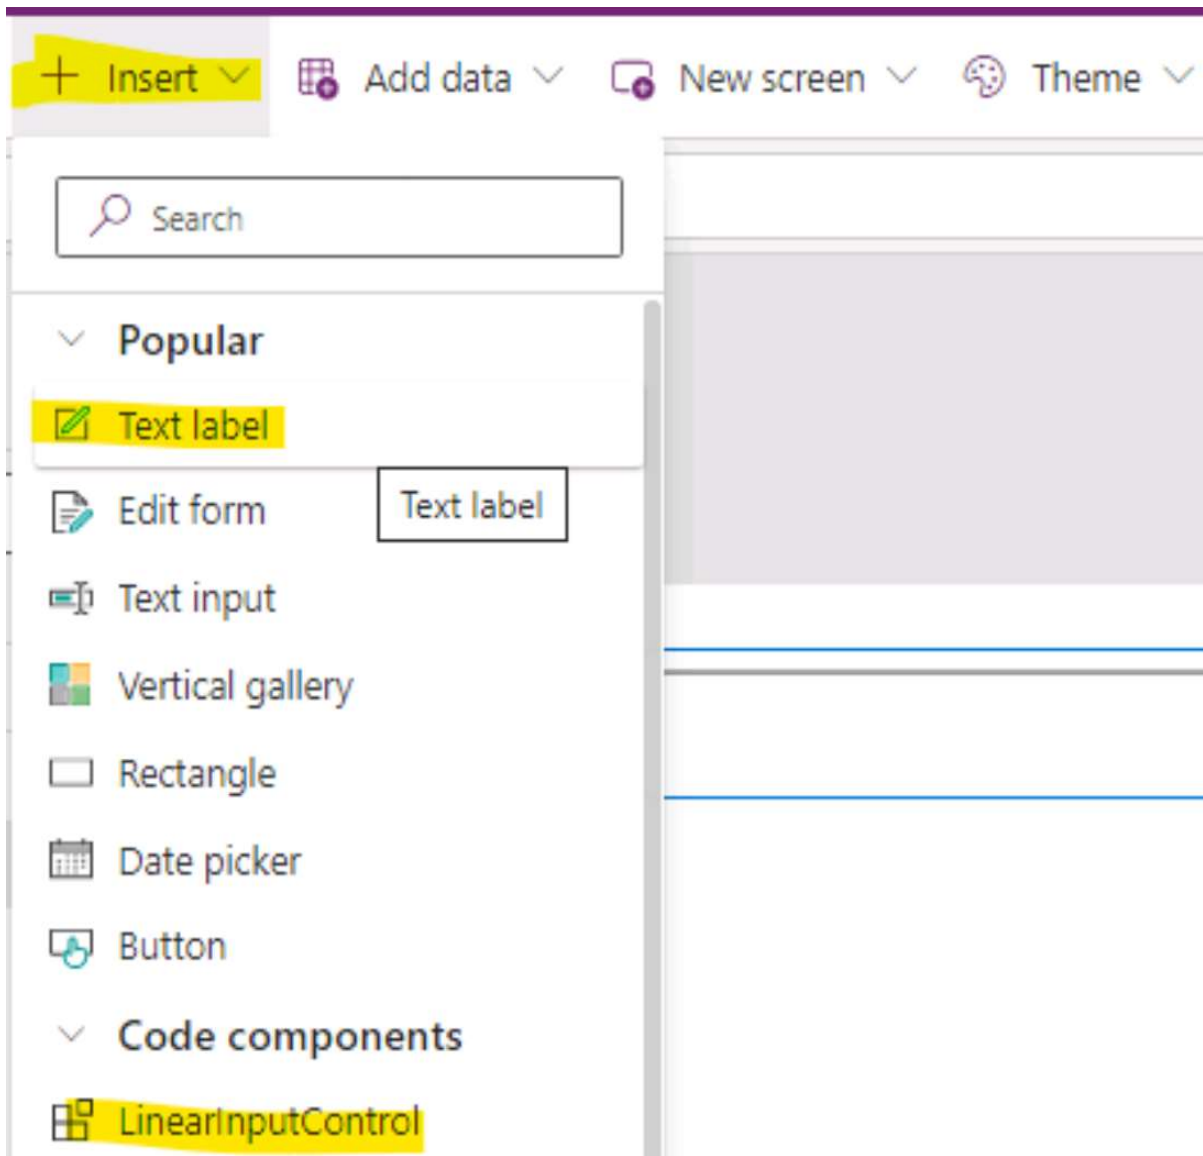 Insert Add data New screen Theme
Search
Popular
Text label
Edit form
Text label
Text input
Vertical gallery
Rectangle
Date picker
Button
Code components
LinearInputControl